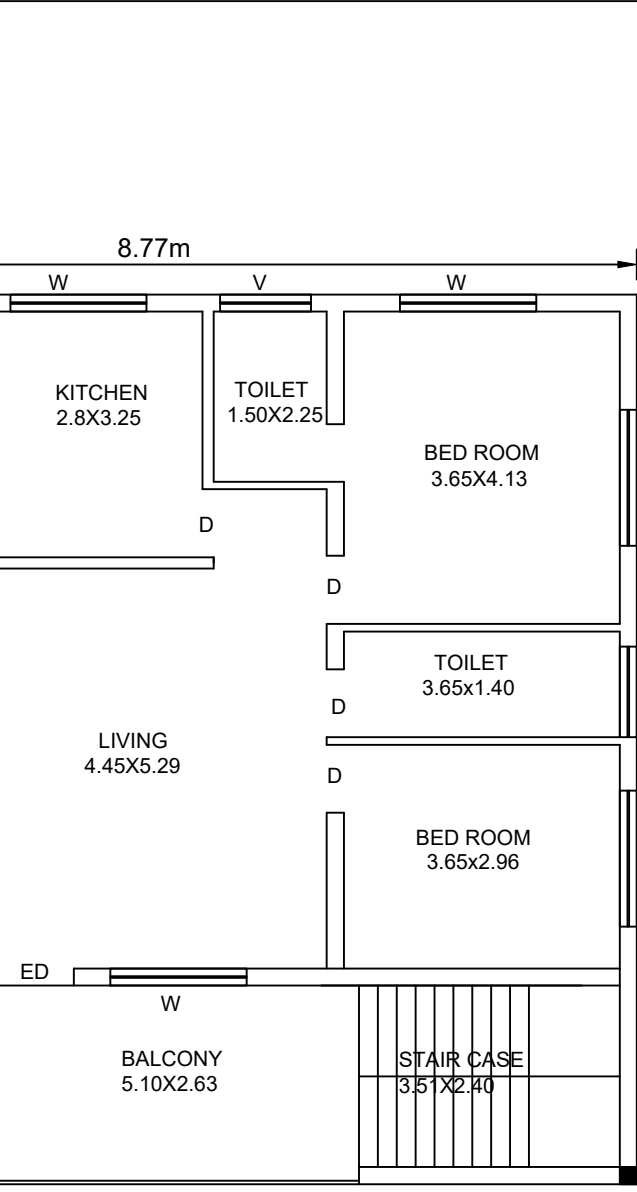 8.77m
W
V
W
KITCHEN
2.8X3.25
TOILET
1.50X2.25
BED ROOM
3.65X4.13
D
D
TOILET
3.65x1.40
D
LIVING
4.45X5.29
D
BED ROOM
3.65x2.96
ED
W
BALCONY
5.10X2.63
STAIR CASE
3.51X2.40